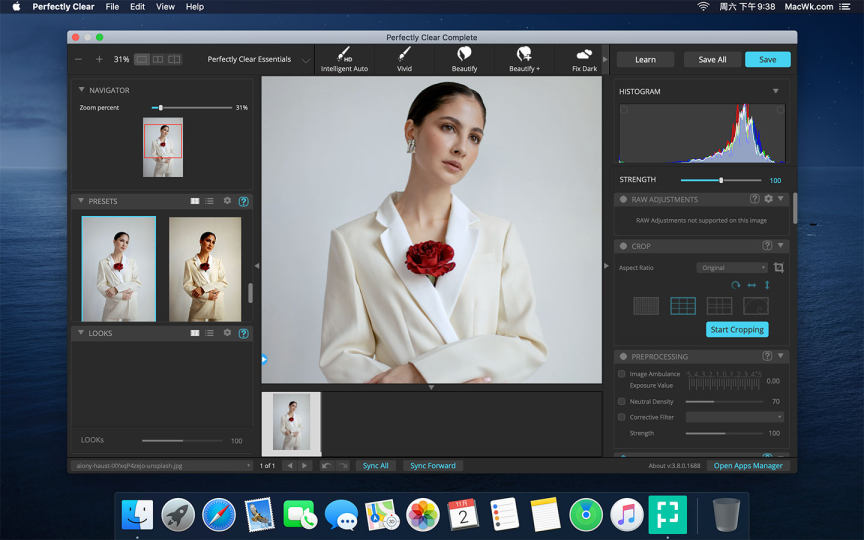 Perfectly Clear File Edit View Help 周六 下午 9:38 MacWk.com
Perfectly Clear Complete
31% Perfectly Clear Essentials
HD
Intelligent Auto Vivid Beautify Beautify + Fix Dark
Learn Save All Save
NAVIGATOR
Zoom percent 31%
PRESETS
LOOKS
LOOKs 100
HISTOGRAM
STRENGTH 100
RAW ADJUSTMENTS
RAW Adjustments not supported on this image
CROP
Aspect Ratio Original
Start Cropping
PREPROCESSING
Image Ambulance
Exposure Value 0.00
Neutral Density 70
Corrective Filter
Strength 100
alony-haust-iXYxqP4zejo-unsplash.jpg 1 of 1 Sync All Sync Forward About v:3.8.0.1688 Open Apps Manager
11月
2